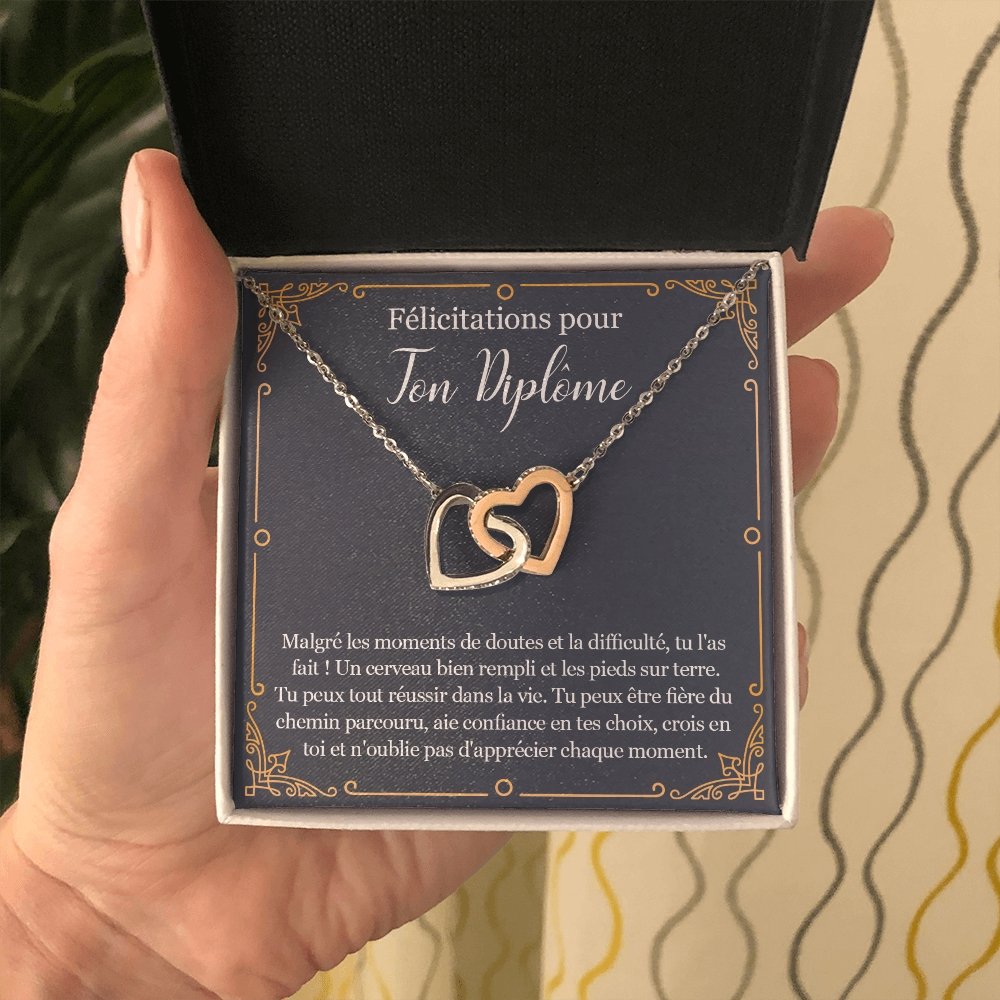 Félicitations pour
Ton Diplôme
Malgré les moments de doutes et la difficulté, tu l'as
fait ! Un cerveau bien rempli et les pieds sur terre.
Tu peux tout réussir dans la vie. Tu peux être fière du
chemin parcouru, aie confiance en tes choix, crois en
toi et n'oublie pas d'apprécier chaque moment.